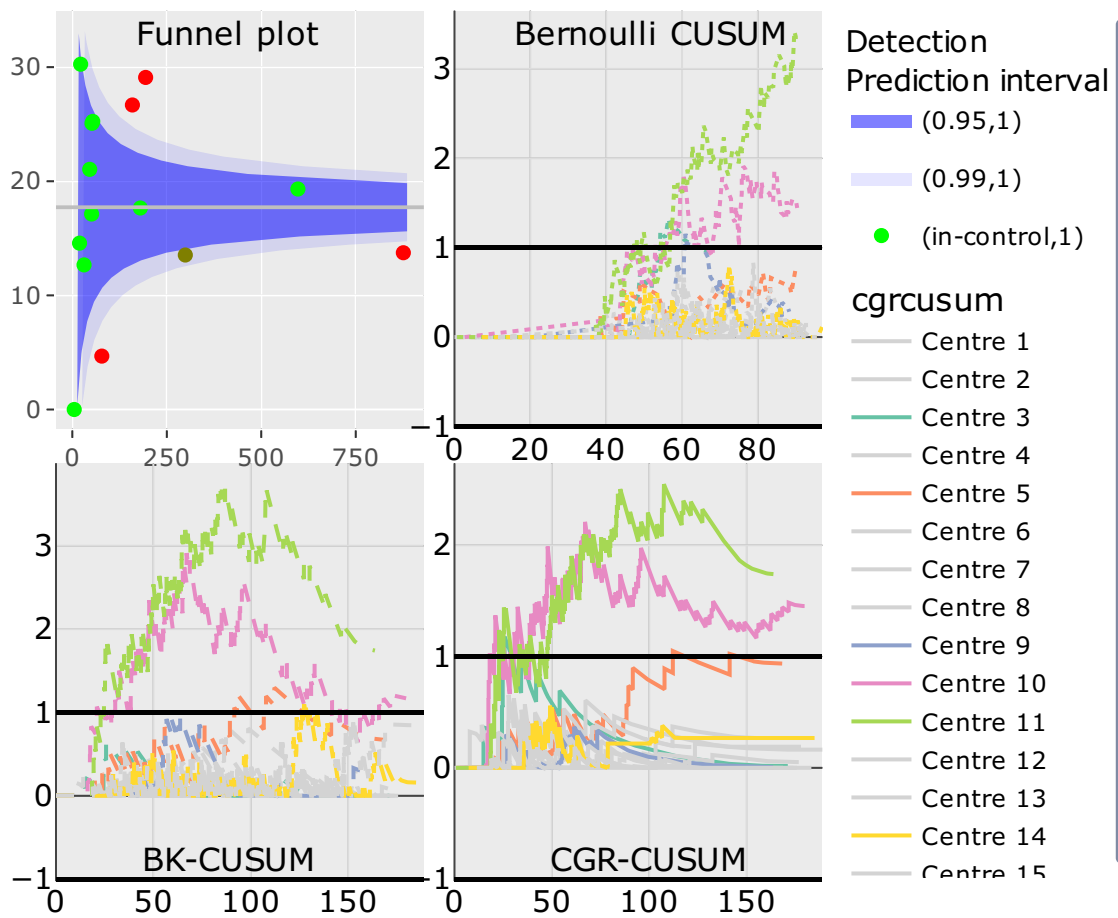 Funnel plot
30
20
10
0
0
250
500
750
Bernoulli CUSUM
3
2
1
0
−1
0
20
40
60
80
BK-CUSUM
3
2
1
0
−1
0
50
100
150
CGR-CUSUM
2
1
0
−1
0
50
100
150
Detection
Prediction interval
(0.95,1)
(0.99,1)
(in-control,1)
cgrcusum
Centre 1
Centre 2
Centre 3
Centre 4
Centre 5
Centre 6
Centre 7
Centre 8
Centre 9
Centre 10
Centre 11
Centre 12
Centre 13
Centre 14
Centre 15